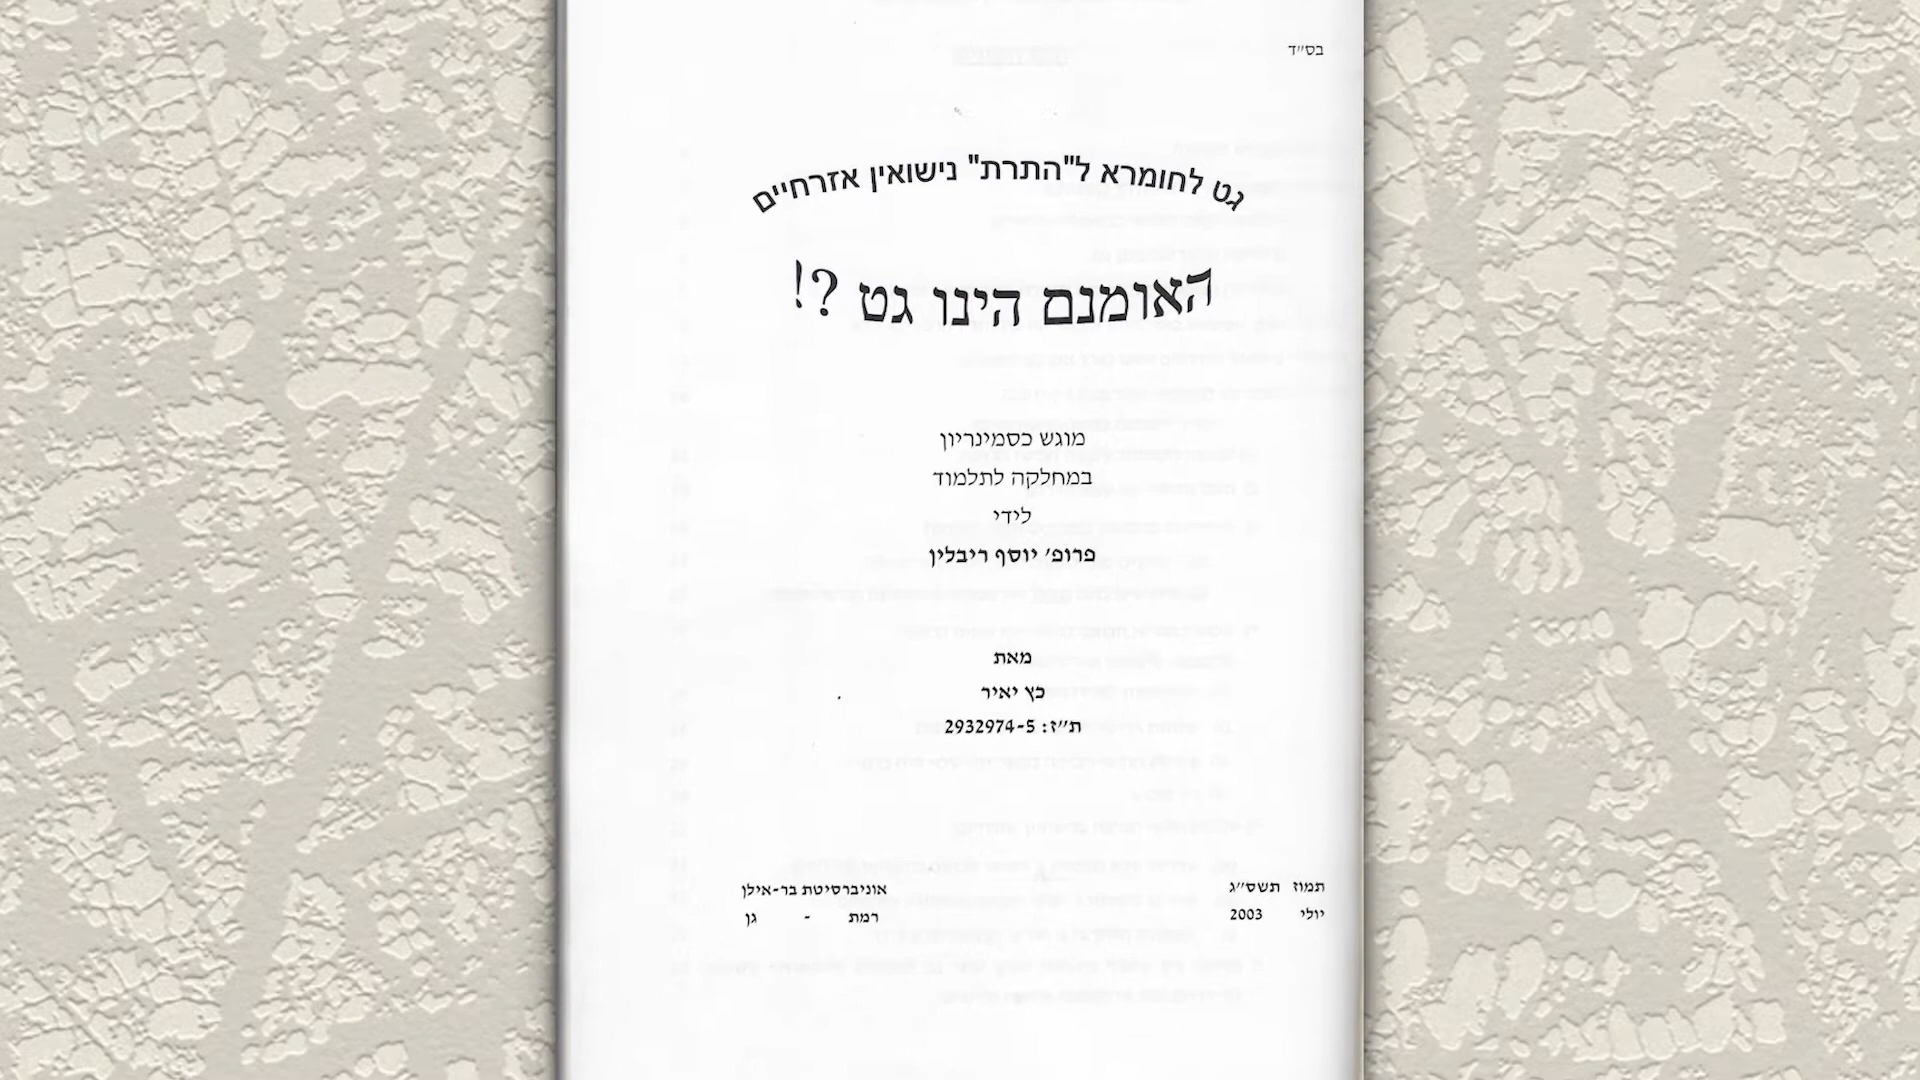 בס״ד
גט לחומרא ל"התרת" נישואין אזרחיים
האומנם הינו גט ?!
מוגש כסמינריון
במחלקה לתלמוד
לידי
פרופ׳ יוסף ריבלין
מאת
כץ יאיר
ת״ז: 2932974-5
תמוז תשס״ג
יולי 2003
אוניברסיטת בר-אילן
רמת - גן